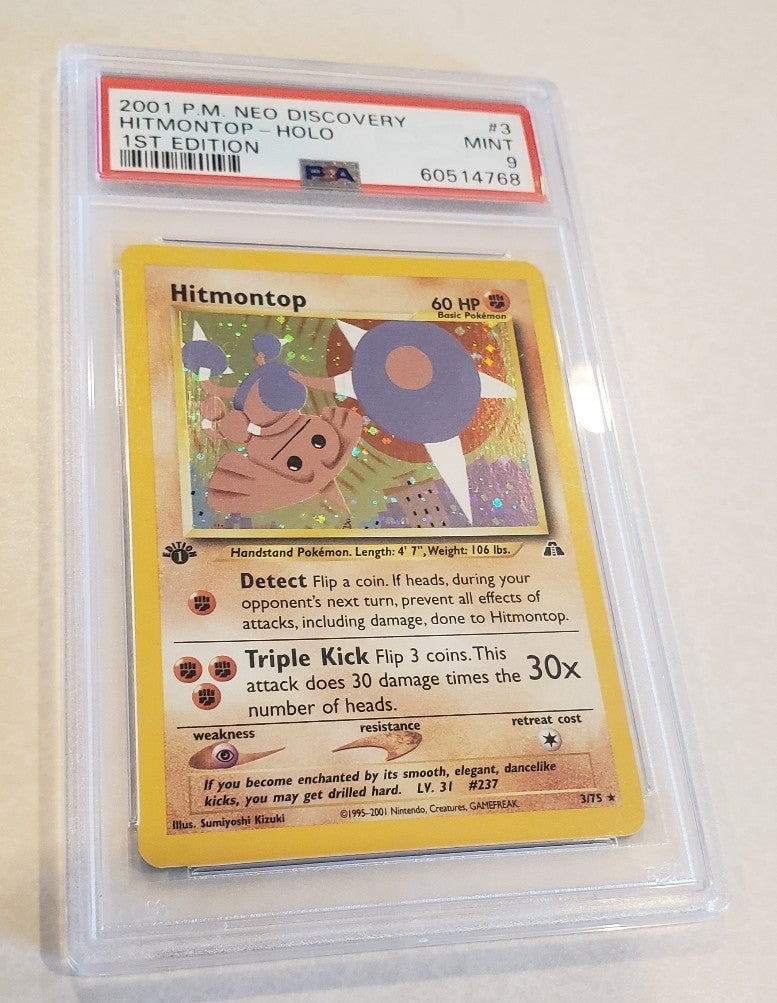 2001 P.M. NEO DISCOVERY #3
HITMONTOP – HOLO MINT
1ST EDITION 9
PSA 60514768
Hitmontop 60 HP
Basic Pokémon
EDITION
1
Handstand Pokémon. Length: 4' 7", Weight: 106 lbs.
Detect Flip a coin. If heads, during your
opponent's next turn, prevent all effects of
attacks, including damage, done to Hitmontop.
Triple Kick Flip 3 coins. This
attack does 30 damage times the 30x
number of heads.
weakness resistance retreat cost
If you become enchanted by its smooth, elegant, dancelike
kicks, you may get drilled hard. LV. 31 #237
Illus. Sumiyoshi Kizuki ©1995–2001 Nintendo, Creatures, GAMEFREAK. 3/75 ★